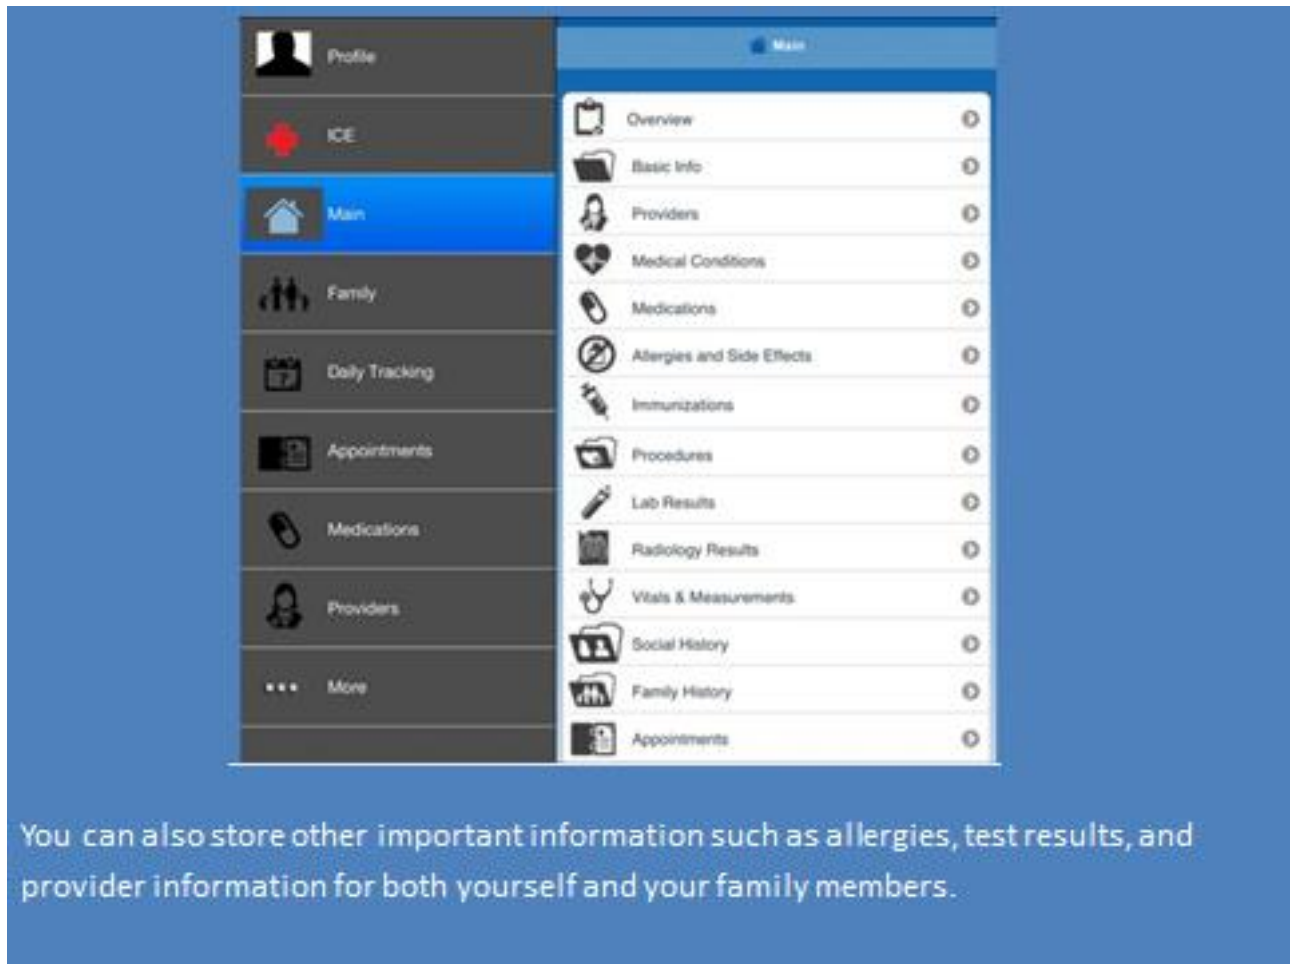 Profile
ICE
Main
Family
Daily Tracking
Appointments
Medications
Providers
More
Main
Overview
Basic Info
Providers
Medical Conditions
Medications
Allergies and Side Effects
Immunizations
Procedures
Lab Results
Radiology Results
Vitals & Measurements
Social History
Family History
Appointments
You can also store other important information such as allergies, test results, and
provider information for both yourself and your family members.